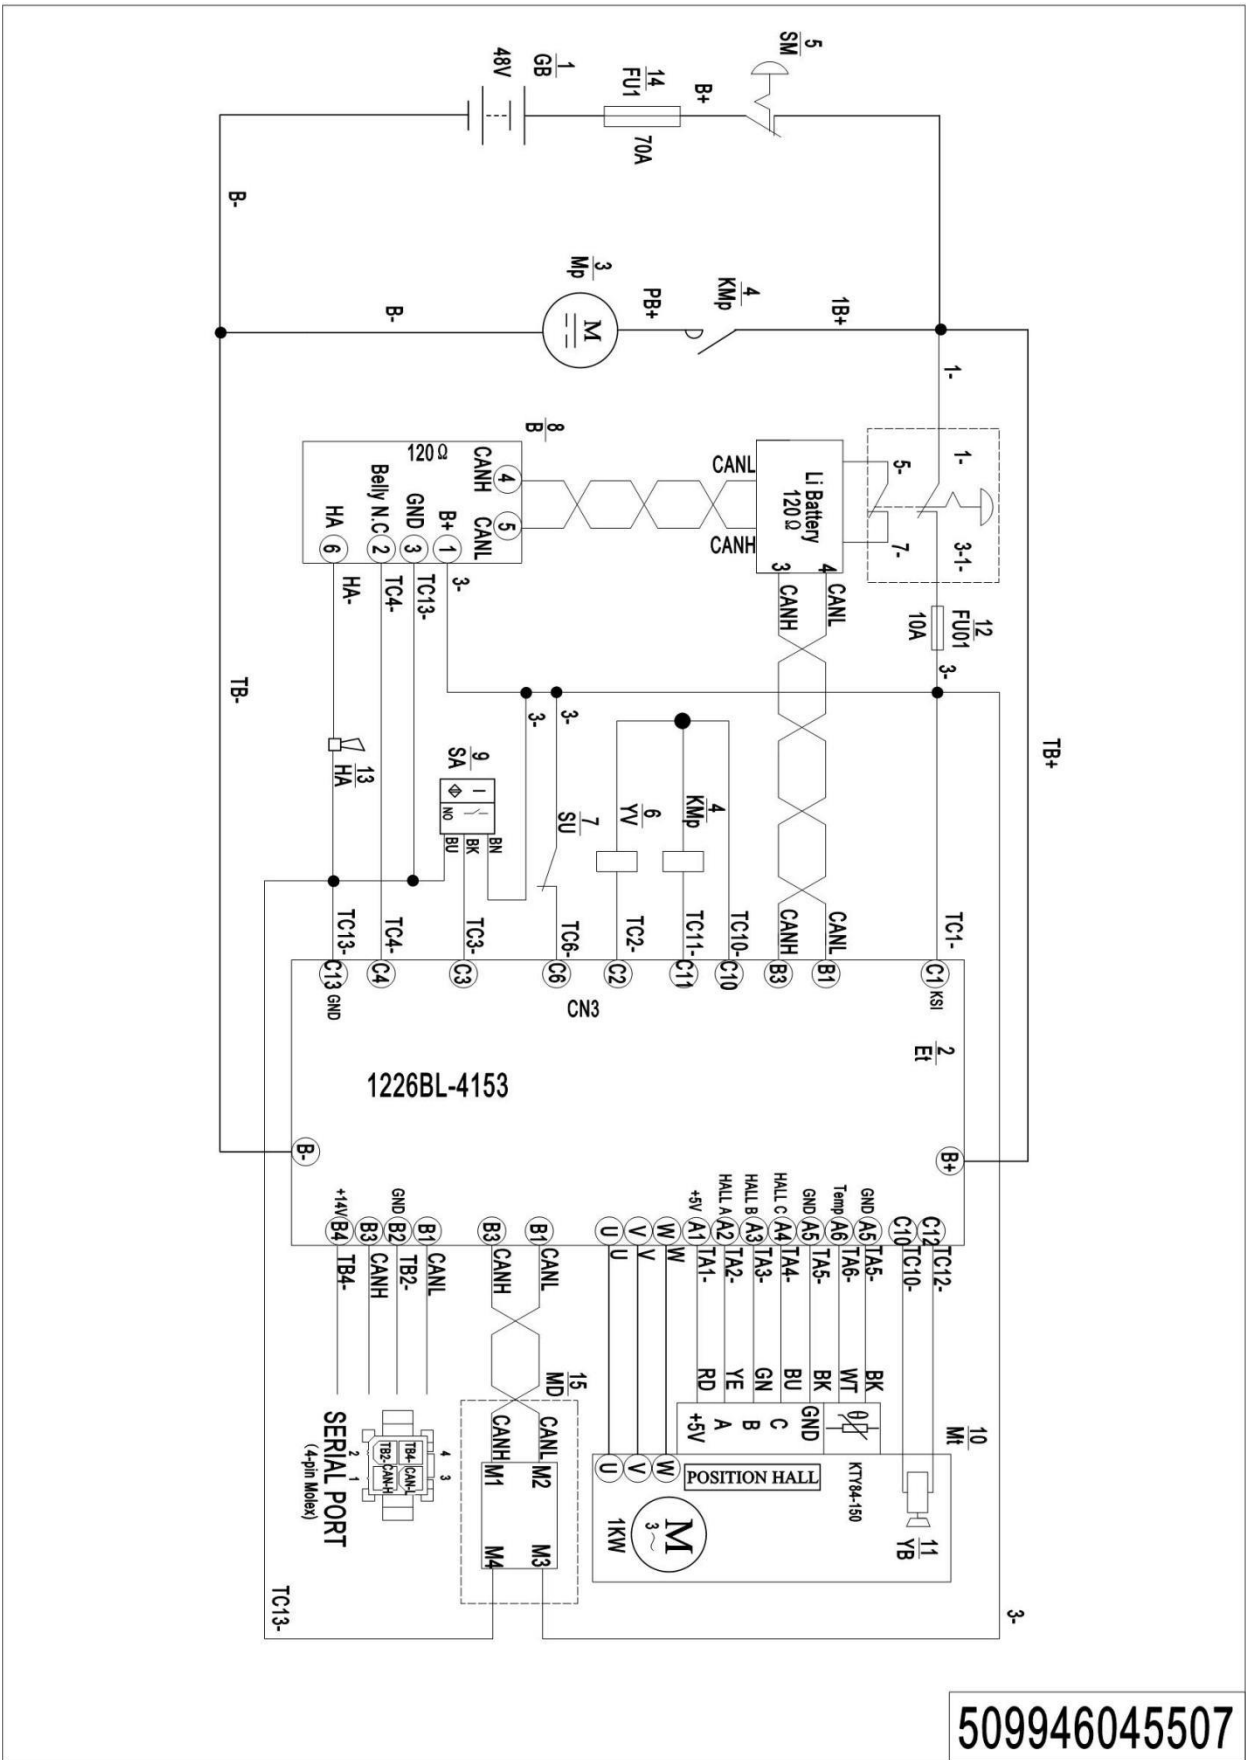 5
SM
1
GB
48V
14
FU1
70A
B+
B-
3
Mp
PB+
4
KMp
1B+
B-
1-
8
B
120Ω
CANH
4
CANL
5
Belly N.C
GND
B+
HA
6
2
3
1
HA-
TC4-
TC13-
3-
CANL
CANH
Li Battery
120Ω
3
4
CANH
CANL
5-
7-
1-
3-1-
12
FU01
10A
3-
TB-
TB+
13
HA
9
SA
NO
BU
BK
BN
3-
3-
7
SU
6
YV
4
KMp
TC13-
TC4-
TC3-
TC6-
TC2-
TC11-
TC10-
CANH
CANL
TC1-
C13
GND
C4
C3
C6
C2
C11
C10
B3
B1
C1
KSI
CN3
2
Et
1226BL-4153
B-
B+
+14V
GND
+5V
HALL A
HALL B
HALL C
GND
Temp
GND
B4
B3
B2
B1
B3
B1
U
V
W
A1
A2
A3
A4
A5
A6
A5
C10
C12
TB4-
CANH
TB2-
CANL
CANH
CANL
U
V
W
TA1-
TA2-
TA3-
TA4-
TA5-
TA6-
TA5-
TC10-
TC12-
RD
YE
GN
BU
BK
WT
BK
15
MD
CANH
CANL
M1
M2
M4
M3
+5V
A
B
C
GND
θ
10
Mt
U
V
W
POSITION HALL
KTY84-150
M
3~
1KW
11
YB
TB2-
CAN-H
TB4-
CAN-L
2
1
4
3
SERIAL PORT
(4-pin Molex)
TC13-
3-
M
509946045507